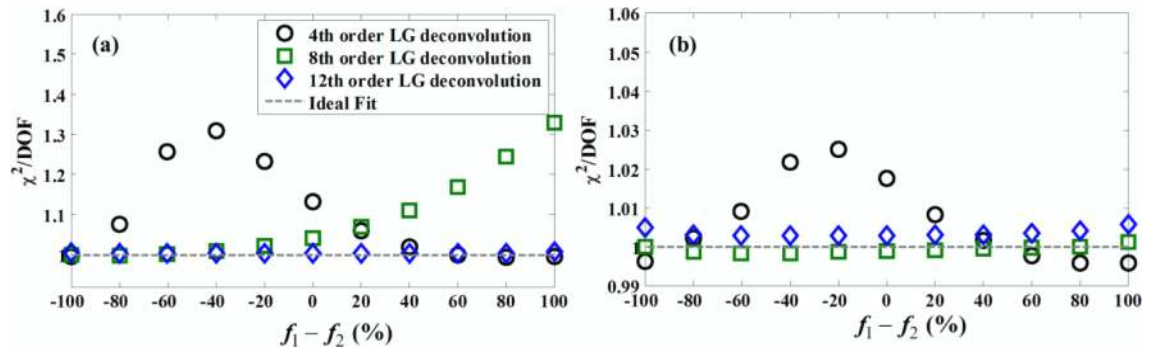 1.6
1.5
1.4
1.3
1.2
1.1
χ²/DOF
(a)
4th order LG deconvolution
8th order LG deconvolution
12th order LG deconvolution
Ideal Fit
-100 -80 -60 -40 -20 0 20 40 60 80 100
f₁ – f₂ (%)
1.06
1.05
1.04
1.03
1.02
1.01
0.99
χ²/DOF
(b)
-100 -80 -60 -40 -20 0 20 40 60 80 100
f₁ – f₂ (%)